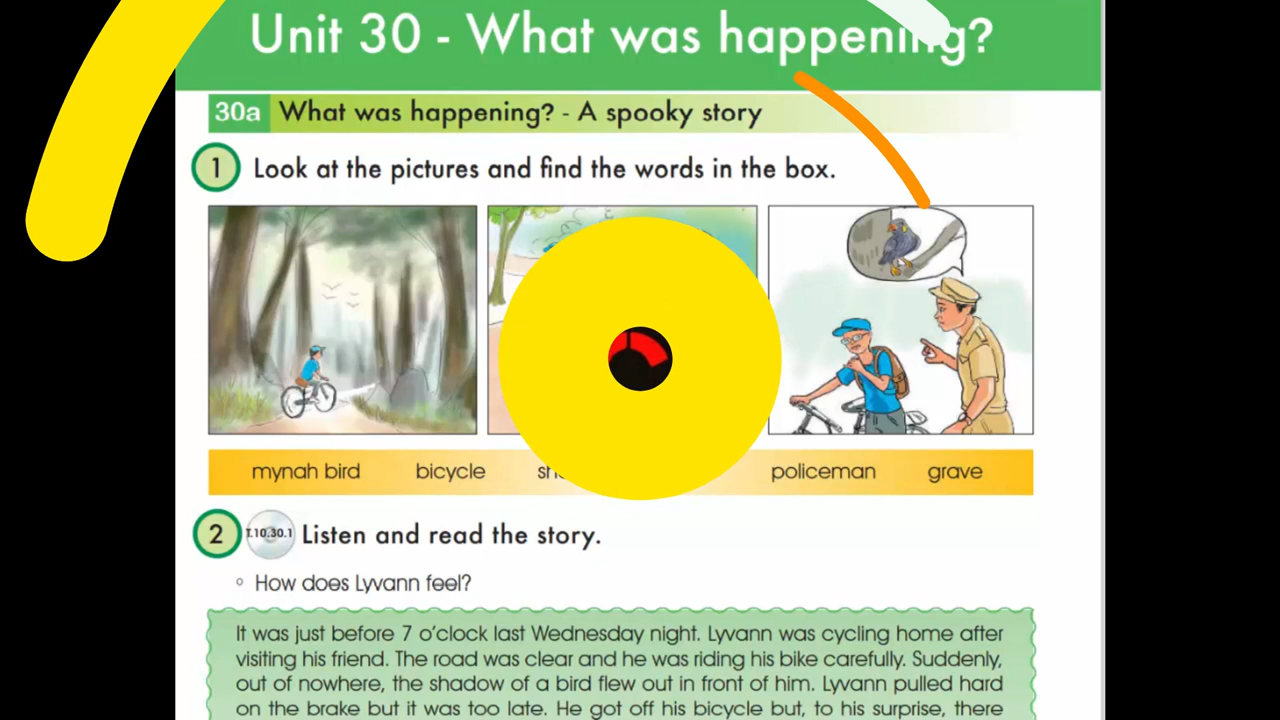 Unit 30 - What was happening?
30a What was happening? - A spooky story
1 Look at the pictures and find the words in the box.
mynah bird bicycle policeman grave
2 T.10.30.1 Listen and read the story.
How does Lyvann feel?
It was just before 7 o'clock last Wednesday night. Lyvann was cycling home after
visiting his friend. The road was clear and he was riding his bike carefully. Suddenly,
out of nowhere, the shadow of a bird flew out in front of him. Lyvann pulled hard
on the brake but it was too late. He got off his bicycle but, to his surprise, there